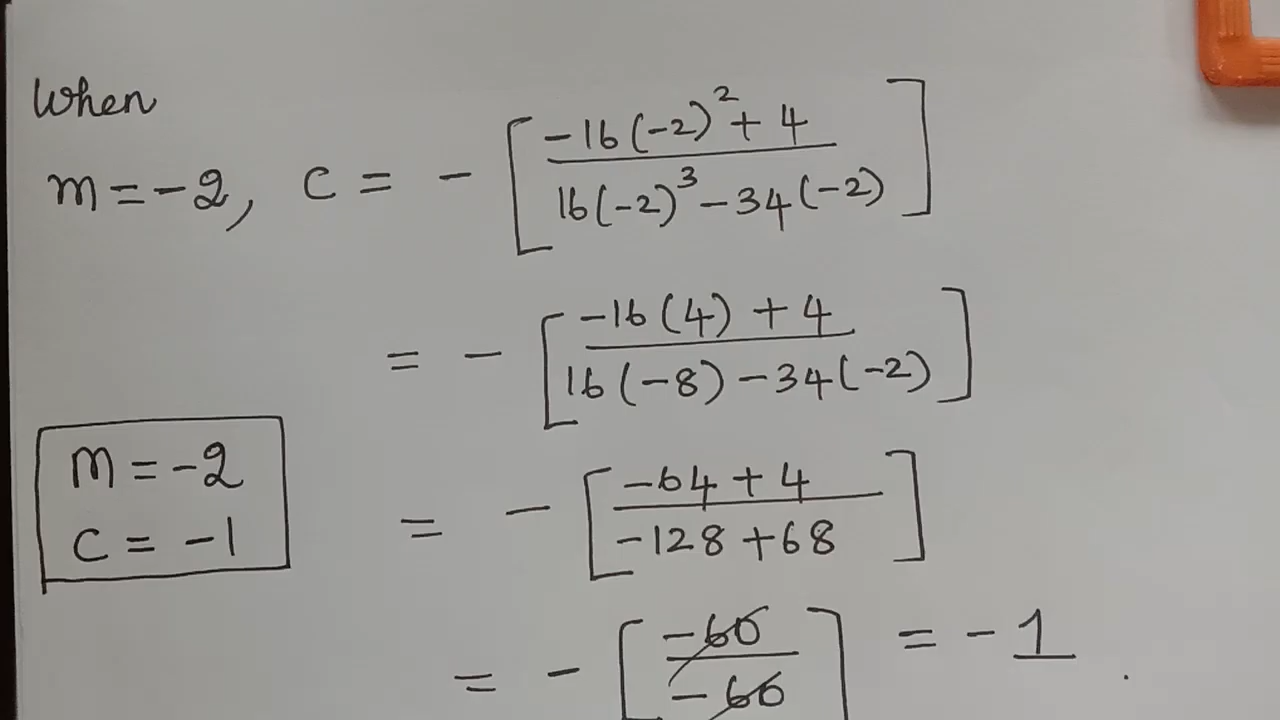 When
m = -2, c = - [ -16(-2)² + 4 / 16(-2)³ - 34(-2) ]
= - [ -16(4) + 4 / 16(-8) - 34(-2) ]
m = -2
c = -1
= - [ -64 + 4 / -128 + 68 ]
= - [ -60 / -60 ] = - 1